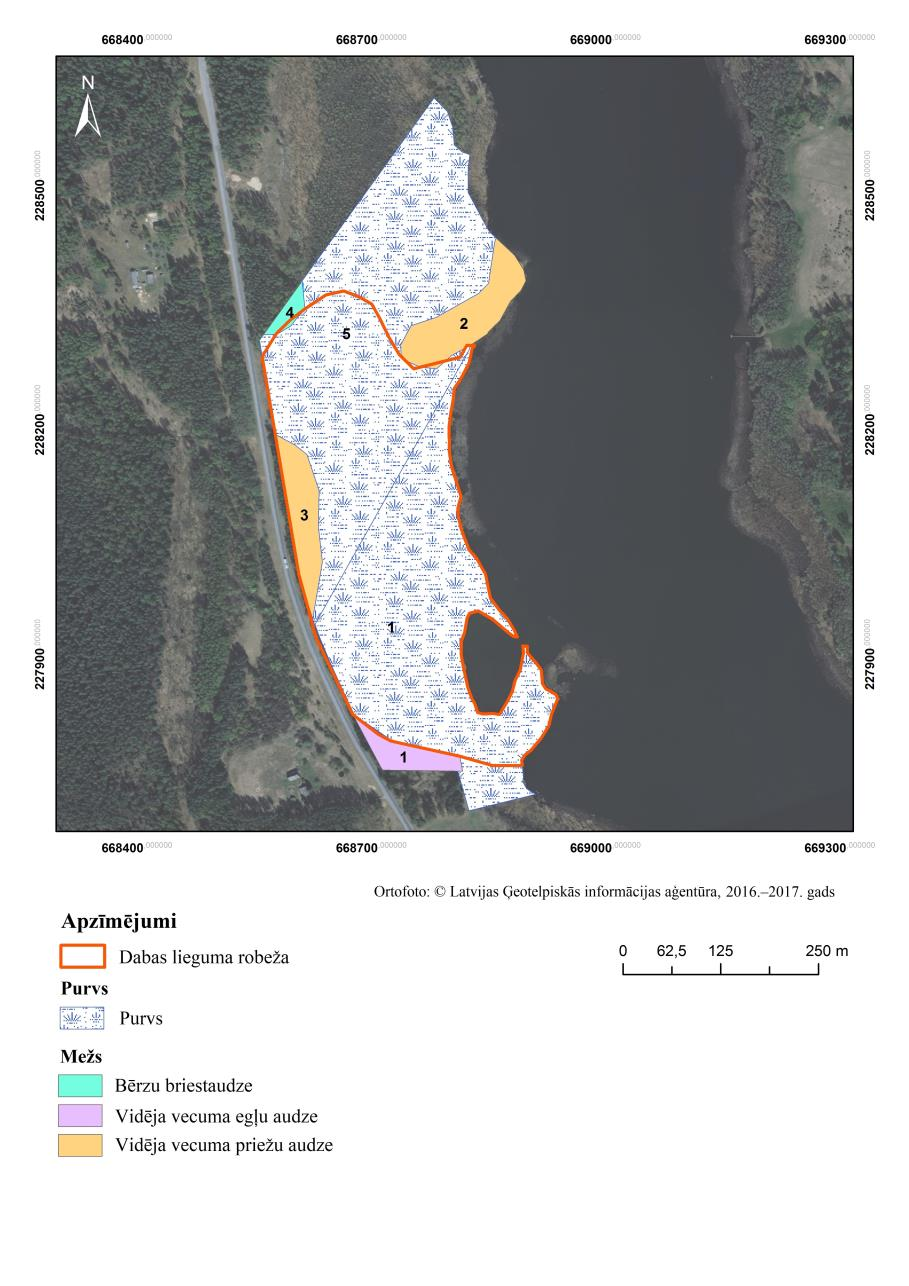 668400,000000 668700,000000 669000,000000 669300,000000
N
228500,000000 228500,000000
4
5
2
228200,000000 228200,000000
3
1
227900,000000 227900,000000
1
668400,000000 668700,000000 669000,000000 669300,000000
Ortofoto: © Latvijas Ģeotelpiskās informācijas aģentūra, 2016.–2017. gads
Apzīmējumi
Dabas lieguma robeža
0 62,5 125 250 m
Purvs
Purvs
Mežs
Bērzu briestaudze
Vidēja vecuma egļu audze
Vidēja vecuma priežu audze